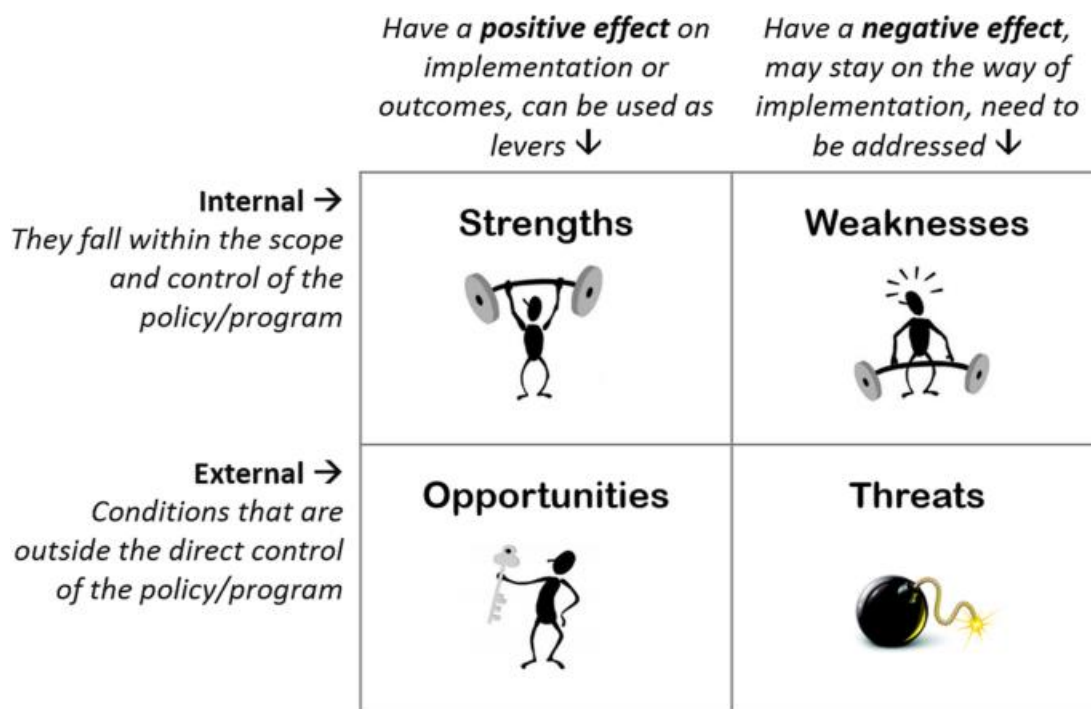 Have a positive effect on
implementation or
outcomes, can be used as
levers ↓
Have a negative effect,
may stay on the way of
implementation, need to
be addressed ↓
Internal →
They fall within the scope
and control of the
policy/program
Strengths
Weaknesses
External →
Conditions that are
outside the direct control
of the policy/program
Opportunities
Threats